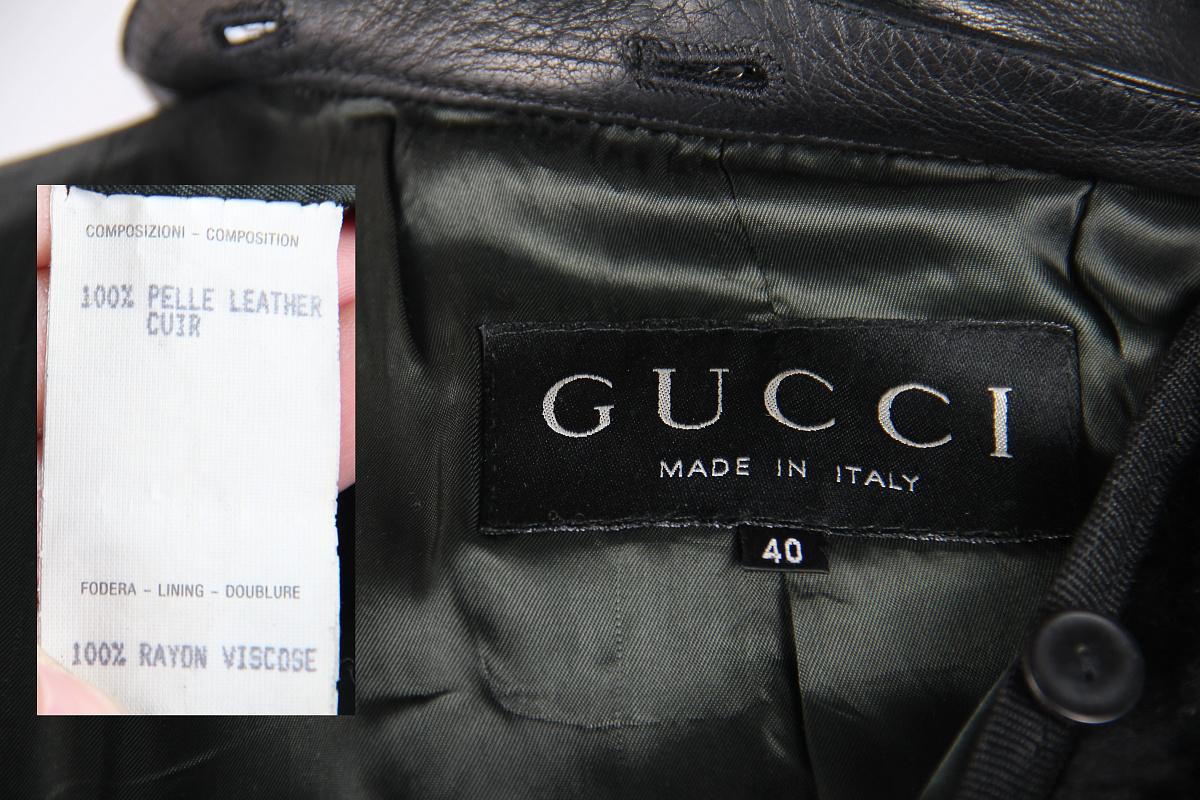 COMPOSIZIONI - COMPOSITION
100% PELLE LEATHER
CUIR
FODERA - LINING - DOUBLURE
100% RAYON VISCOSE
GUCCI
MADE IN ITALY
40